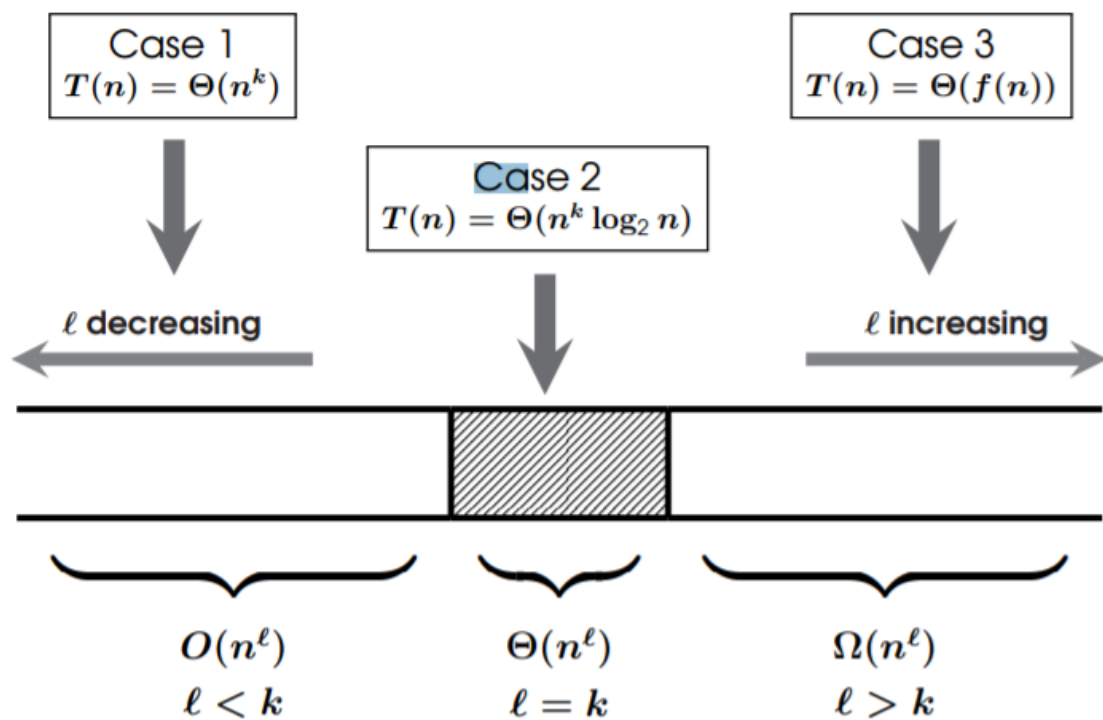 Case 1
T(n) = Θ(n^k)
Case 3
T(n) = Θ(f(n))
Case 2
T(n) = Θ(n^k log₂ n)
ℓ decreasing
ℓ increasing
O(n^ℓ)
Θ(n^ℓ)
Ω(n^ℓ)
ℓ < k
ℓ = k
ℓ > k